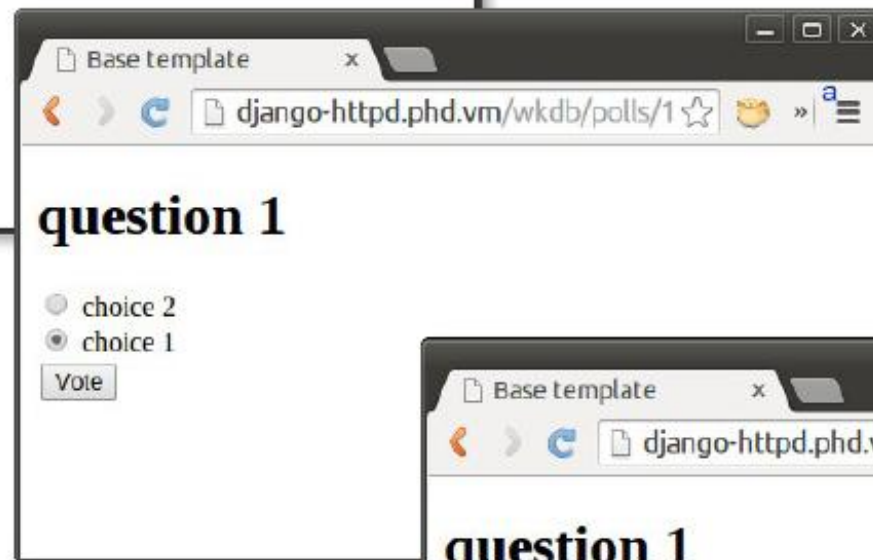 Base template
django-httpd.phd.vm/wkdb/polls/1
a
question 1
choice 2
choice 1
Vote
Base template
django-httpd.phd.
question 1